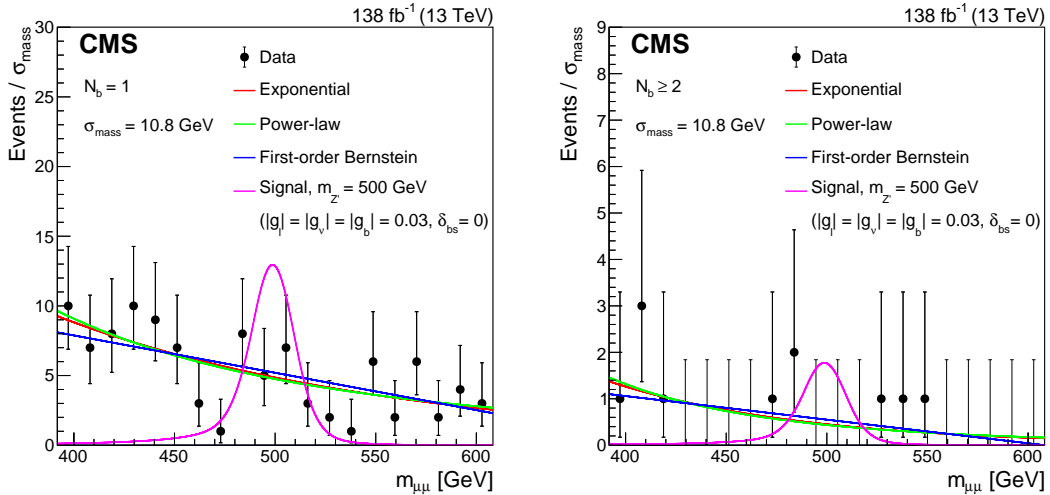 138 fb⁻¹ (13 TeV)
CMS
Data
N_b = 1
Exponential
σ_mass = 10.8 GeV
Power-law
First-order Bernstein
Signal, m_Z' = 500 GeV
(|g_l| = |g_ν| = |g_b| = 0.03, δ_bs = 0)
Events / σ_mass
30
25
20
15
10
5
0
400 450 500 550 600
m_μμ [GeV]
138 fb⁻¹ (13 TeV)
CMS
Data
N_b ≥ 2
Exponential
σ_mass = 10.8 GeV
Power-law
First-order Bernstein
Signal, m_Z' = 500 GeV
(|g_l| = |g_ν| = |g_b| = 0.03, δ_bs = 0)
Events / σ_mass
9
8
7
6
5
4
3
2
1
0
400 450 500 550 600
m_μμ [GeV]